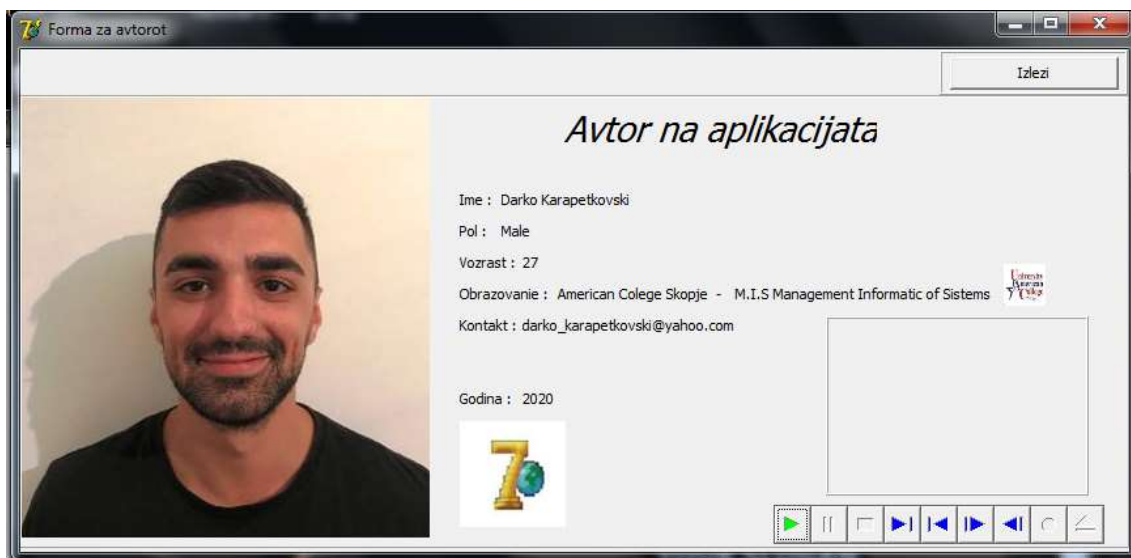 Forma za avtorot
Izlezi
Avtor na aplikacijata
Ime : Darko Karapetkovski
Pol : Male
Vozrast : 27
Obrazovanie : American Colege Skopje - M.I.S Management Informatic of Sistems
Kontakt : darko_karapetkovski@yahoo.com
Godina : 2020
7